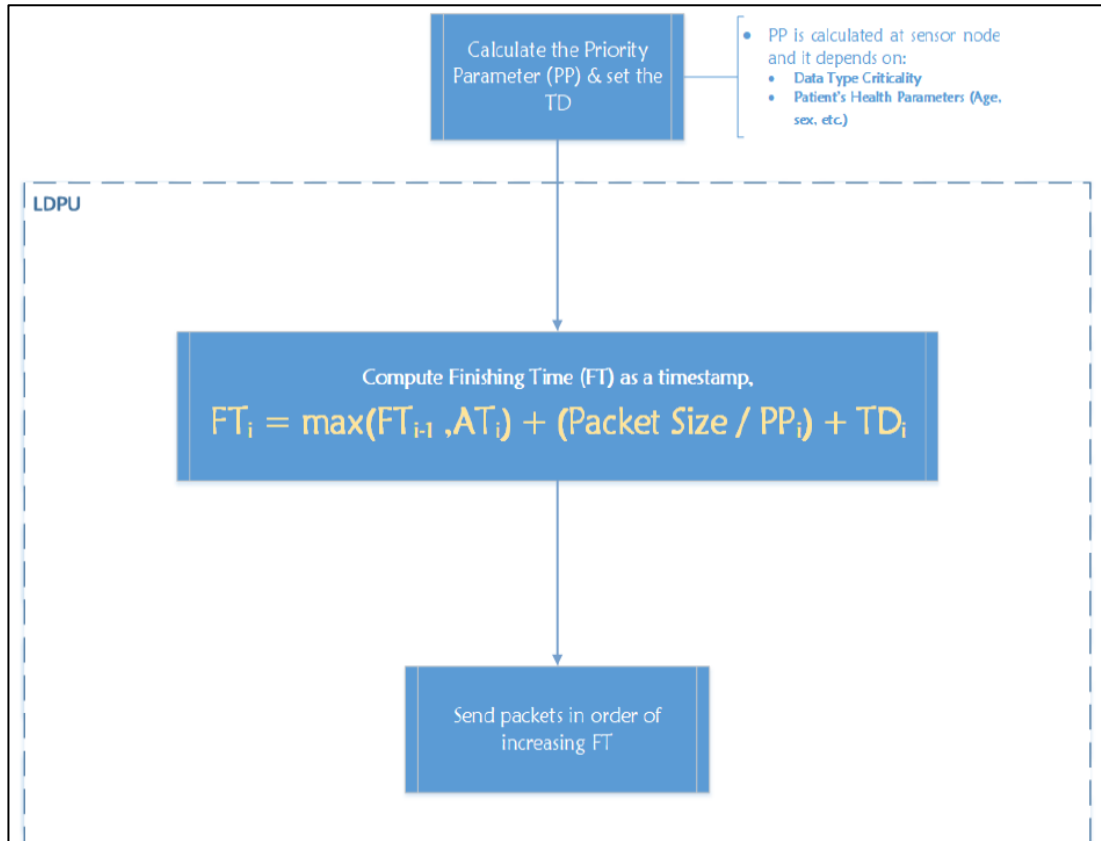 Calculate the Priority
Parameter (PP) & set the
TD
• PP is calculated at sensor node
and it depends on:
• Data Type Criticality
• Patient's Health Parameters (Age,
sex, etc.)
LDPU
Compute Finishing Time (FT) as a timestamp,
FTᵢ = max(FTᵢ₋₁ ,ATᵢ) + (Packet Size / PPᵢ) + TDᵢ
Send packets in order of
increasing FT